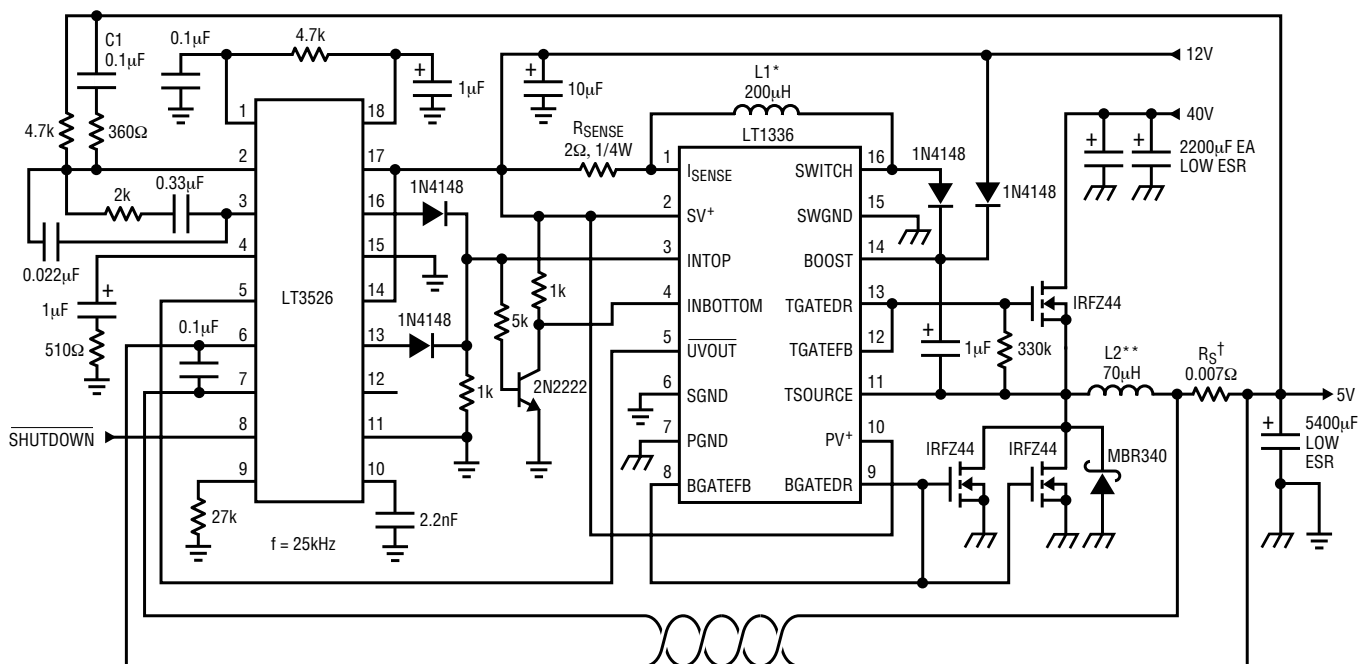 C1
0.1µF
0.1µF
4.7k
1µF
10µF
12V
L1*
200µH
40V
4.7k
360Ω
RSENSE
2Ω, 1/4W
LT1336
2200µF EA
LOW ESR
1N4148
1N4148
2k
0.33µF
0.022µF
1µF
510Ω
0.1µF
SHUTDOWN
27k
1
2
3
4
5
6
7
8
9
LT3526
18
17
16
15
14
13
12
11
10
1N4148
1N4148
1k
5k
1k
2N2222
2.2nF
f = 25kHz
1
2
3
4
5
6
7
8
ISENSE
SV+
INTOP
INBOTTOM
UVOUT
SGND
PGND
BGATEFB
SWITCH
SWGND
BOOST
TGATEDR
TGATEFB
TSOURCE
PV+
BGATEDR
16
15
14
13
12
11
10
9
1µF
330k
IRFZ44
L2**
70µH
RS†
0.007Ω
5V
5400µF
LOW
ESR
IRFZ44
IRFZ44
MBR340